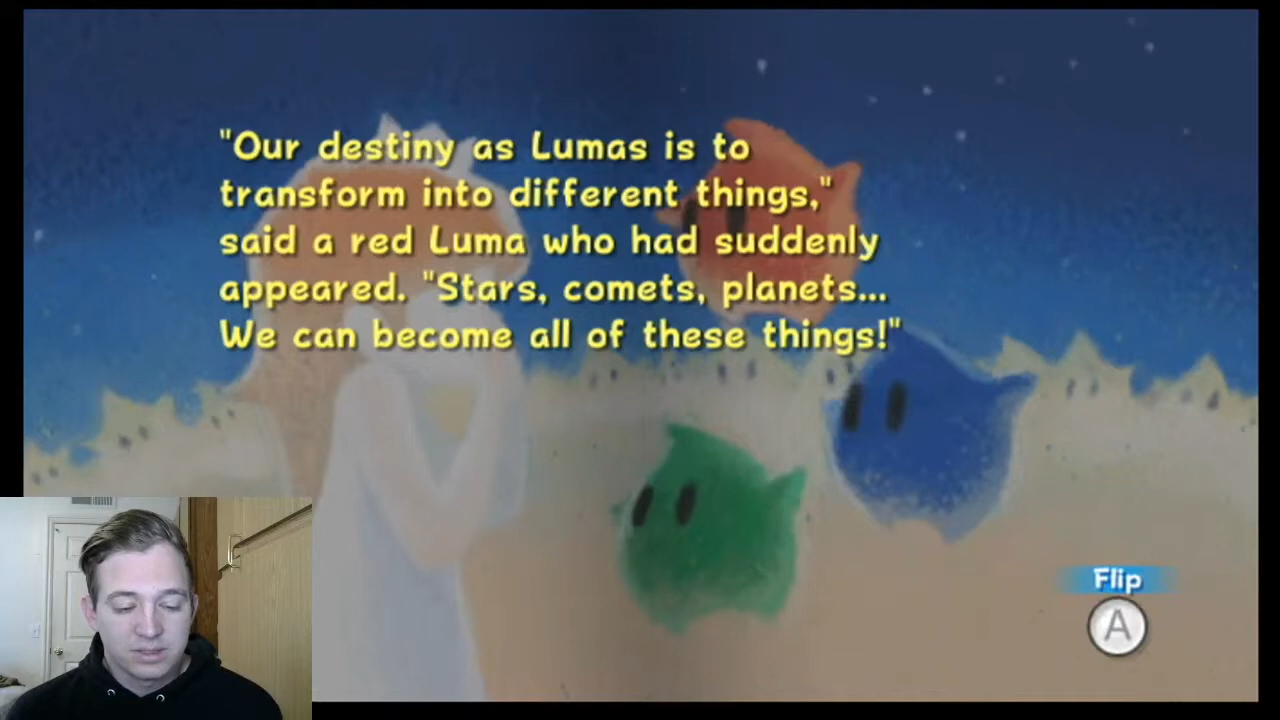 "Our destiny as Lumas is to
transform into different things,"
said a red Luma who had suddenly
appeared. "Stars, comets, planets...
We can become all of these things!"
Flip
A